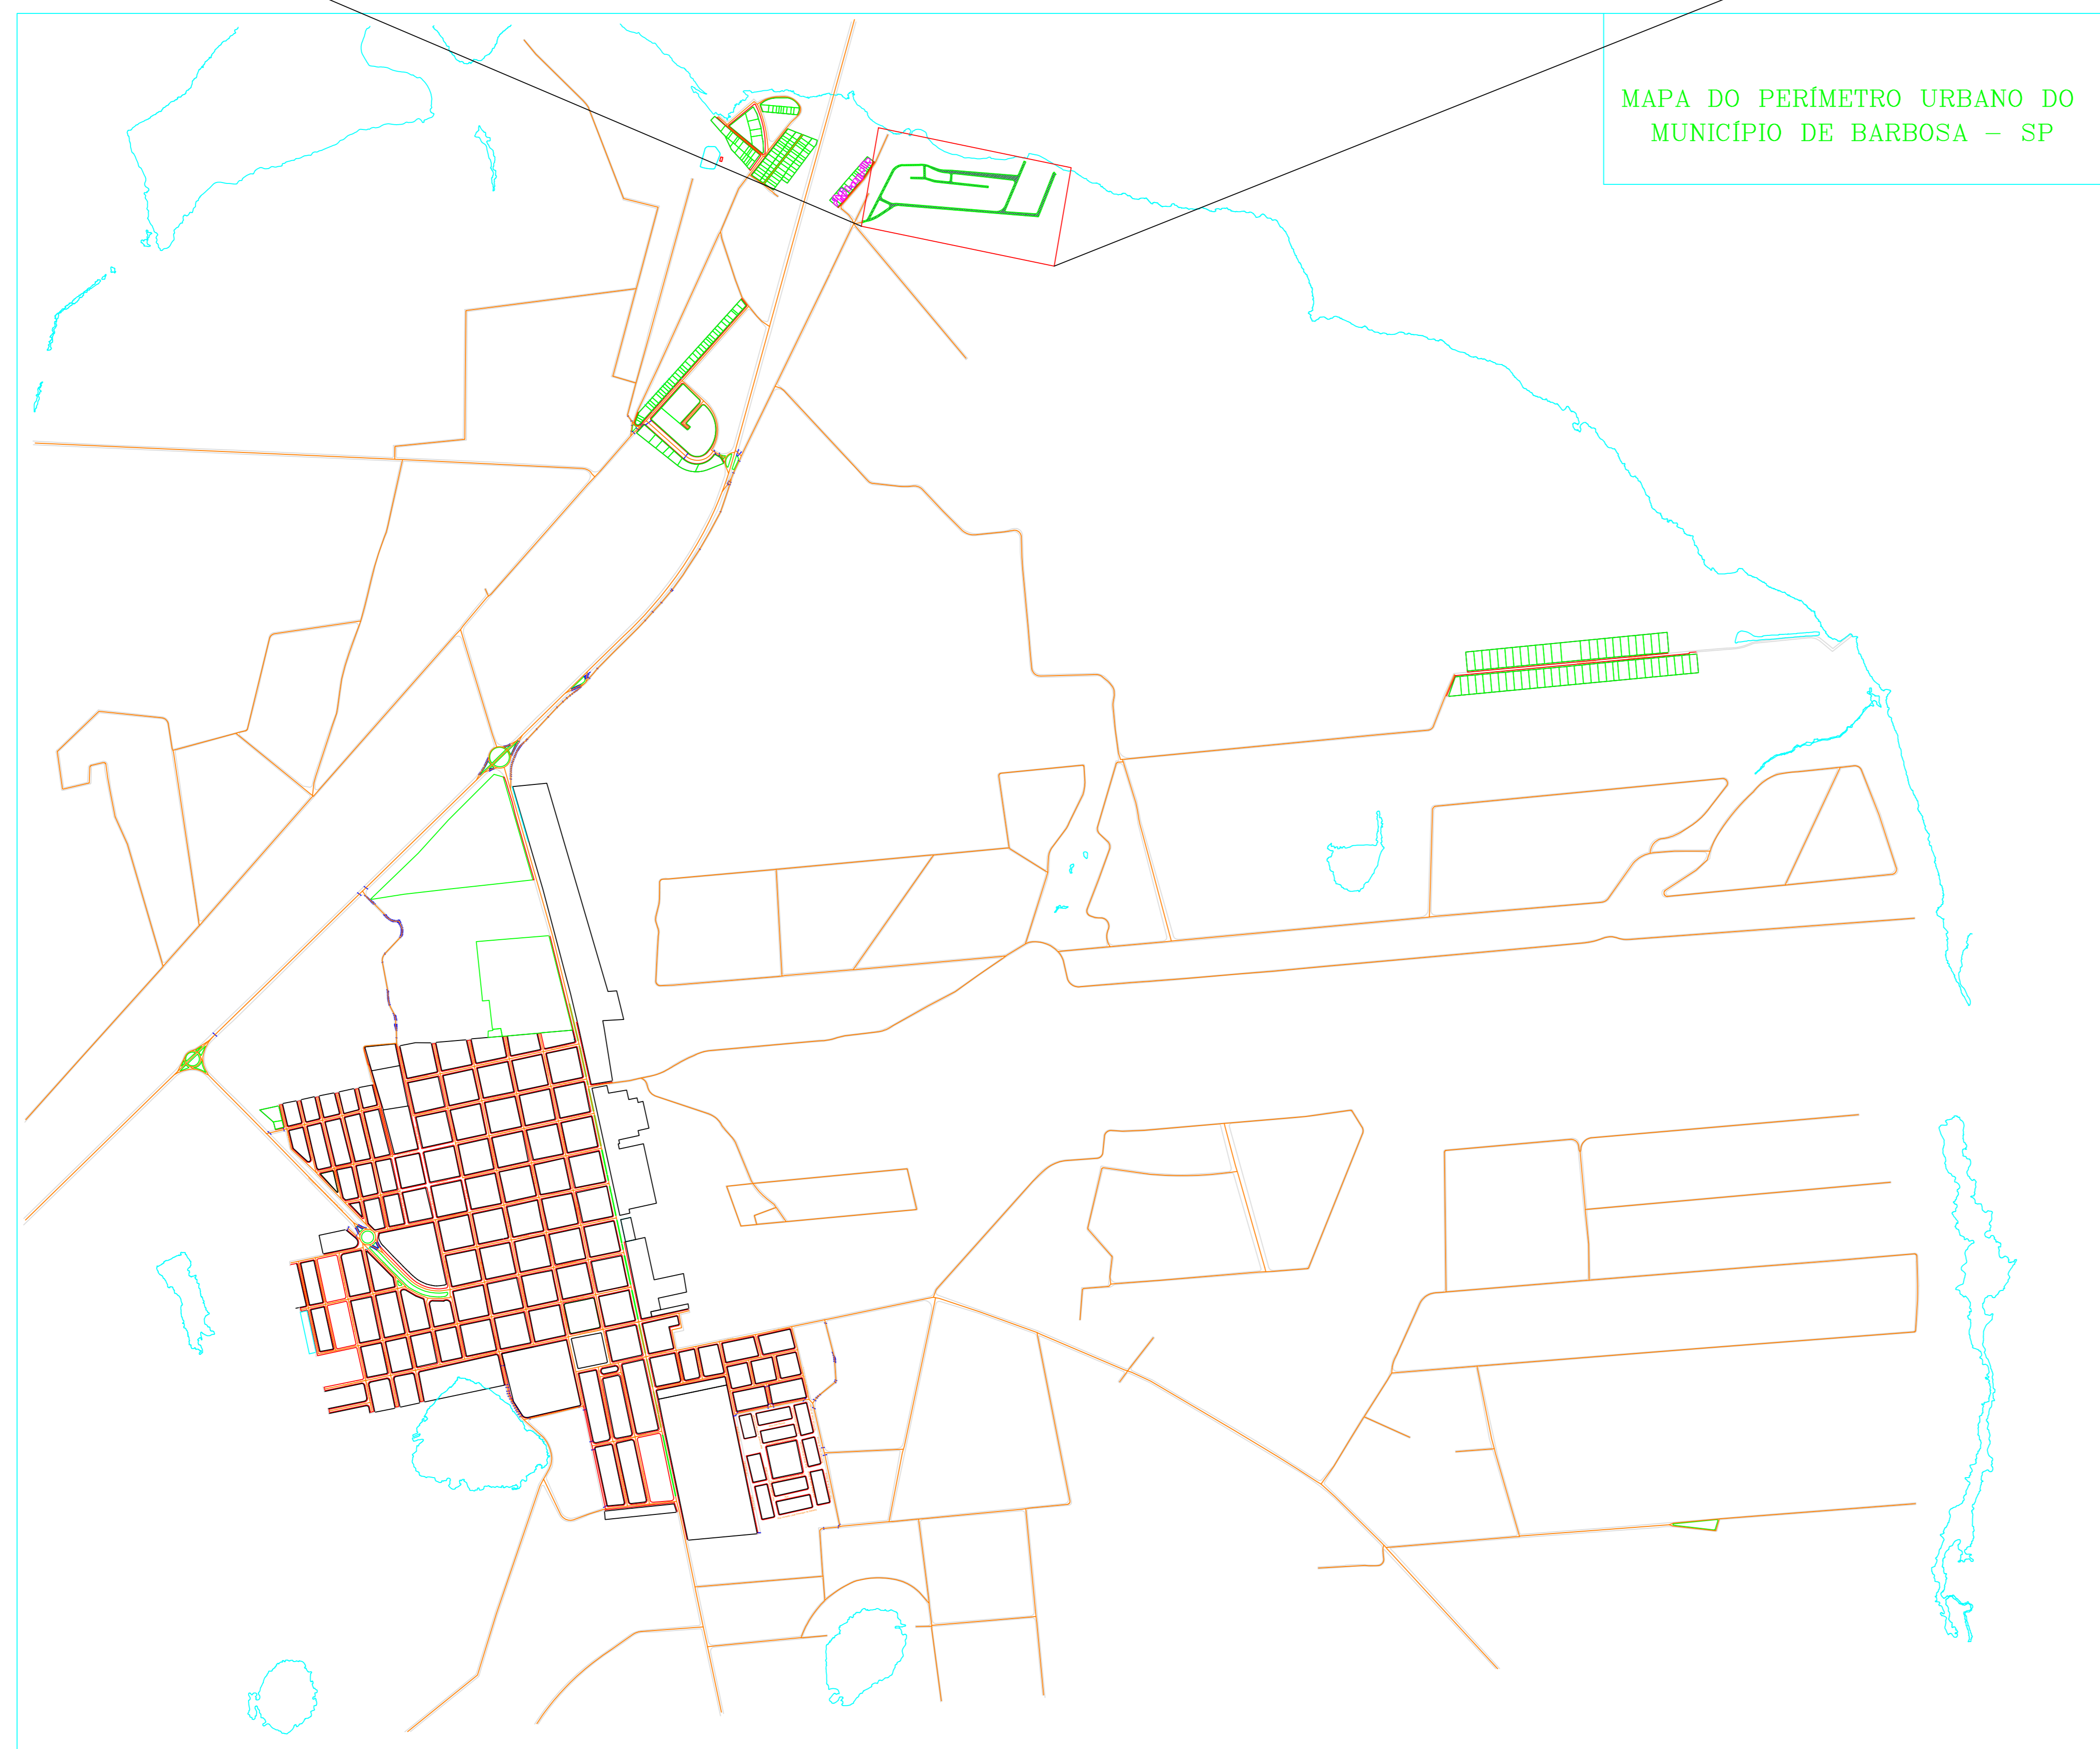 MAPA DO PERÍMETRO URBANO DO
MUNICÍPIO DE BARBOSA – SP